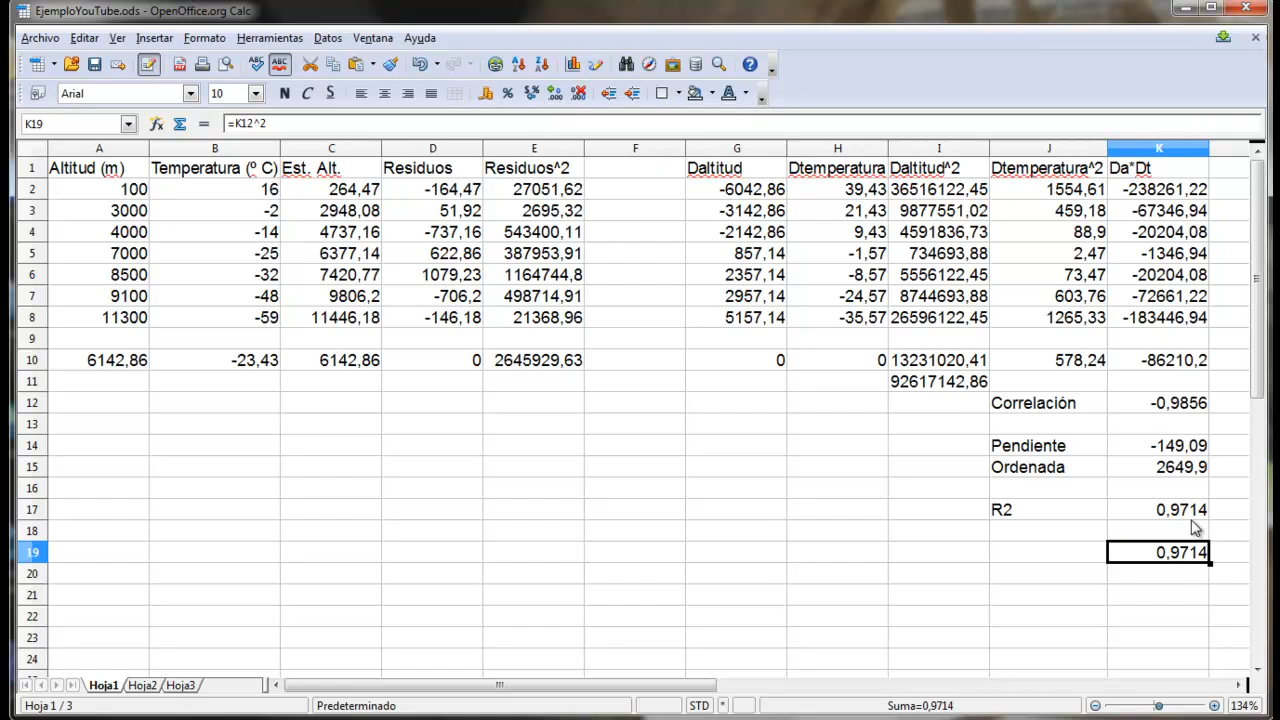 EjemploYouTube.ods - OpenOffice.org Calc
Archivo Editar Ver Insertar Formato Herramientas Datos Ventana Ayuda
Arial 10 N C S
K19 =K12^2
A B C D E F G H I J K
1 Altitud (m) Temperatura (º C) Est. Alt. Residuos Residuos^2 Daltitud Dtemperatura Daltitud^2 Dtemperatura^2 Da*Dt
2 100 16 264,47 -164,47 27051,62 -6042,86 39,43 36516122,45 1554,61 -238261,22
3 3000 -2 2948,08 51,92 2695,32 -3142,86 21,43 9877551,02 459,18 -67346,94
4 4000 -14 4737,16 -737,16 543400,11 -2142,86 9,43 4591836,73 88,9 -20204,08
5 7000 -25 6377,14 622,86 387953,91 857,14 -1,57 734693,88 2,47 -1346,94
6 8500 -32 7420,77 1079,23 1164744,8 2357,14 -8,57 5556122,45 73,47 -20204,08
7 9100 -48 9806,2 -706,2 498714,91 2957,14 -24,57 8744693,88 603,76 -72661,22
8 11300 -59 11446,18 -146,18 21368,96 5157,14 -35,57 26596122,45 1265,33 -183446,94
9
10 6142,86 -23,43 6142,86 0 2645929,63 0 0 13231020,41 578,24 -86210,2
11 92617142,86
12 Correlación -0,9856
13
14 Pendiente -149,09
15 Ordenada 2649,9
16
17 R2 0,9714
18
19 0,9714
20
21
22
23
24
Hoja1 Hoja2 Hoja3
Hoja 1 / 3 Predeterminado STD * Suma=0,9714 134%